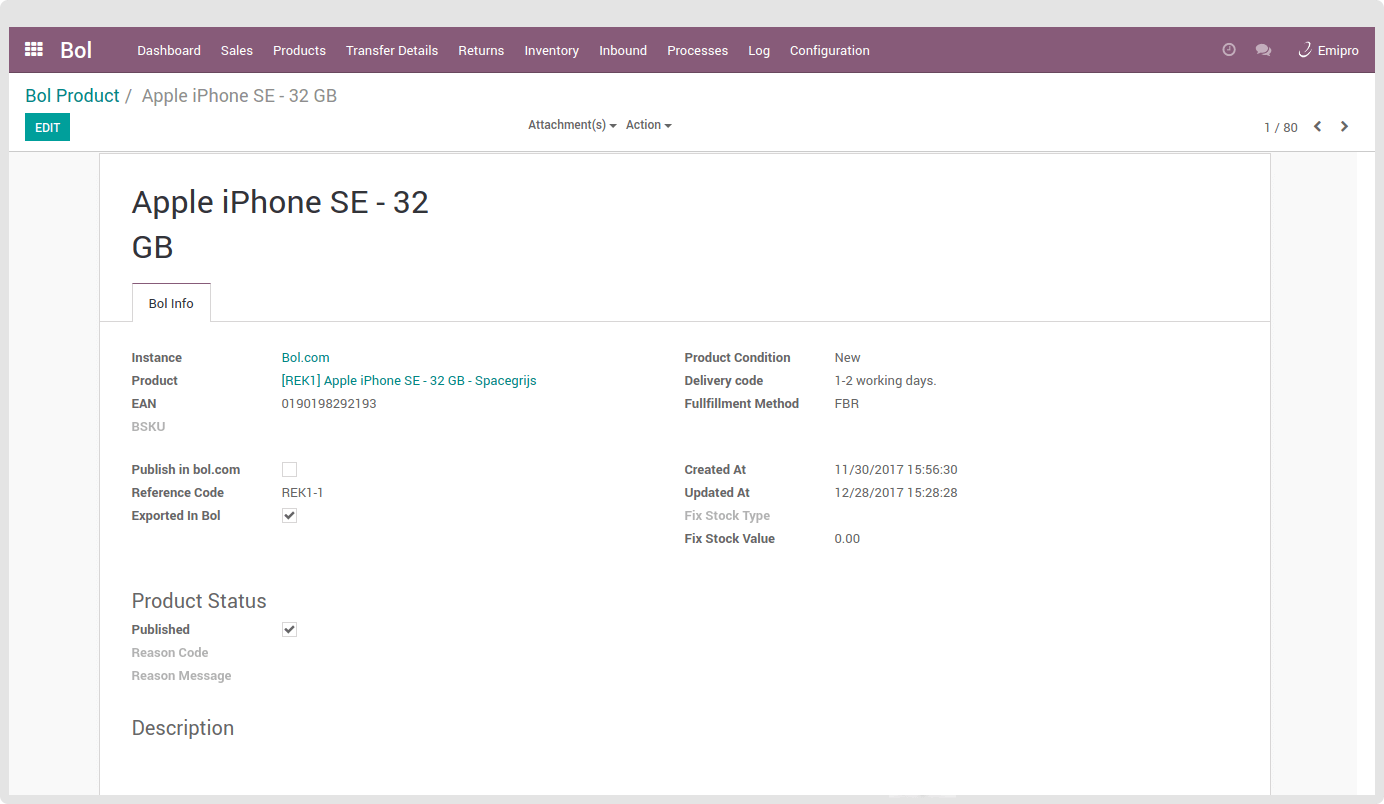 Bol Dashboard Sales Products Transfer Details Returns Inventory Inbound Processes Log Configuration Emipro
Bol Product / Apple iPhone SE - 32 GB
EDIT Attachment(s) Action 1 / 80
Apple iPhone SE - 32
GB
Bol Info
Instance Bol.com Product Condition New
Product [REK1] Apple iPhone SE - 32 GB - Spacegrijs Delivery code 1-2 working days.
EAN 0190198292193 Fullfillment Method FBR
BSKU
Publish in bol.com Created At 11/30/2017 15:56:30
Reference Code REK1-1 Updated At 12/28/2017 15:28:28
Exported In Bol Fix Stock Type
Fix Stock Value 0.00
Product Status
Published
Reason Code
Reason Message
Description